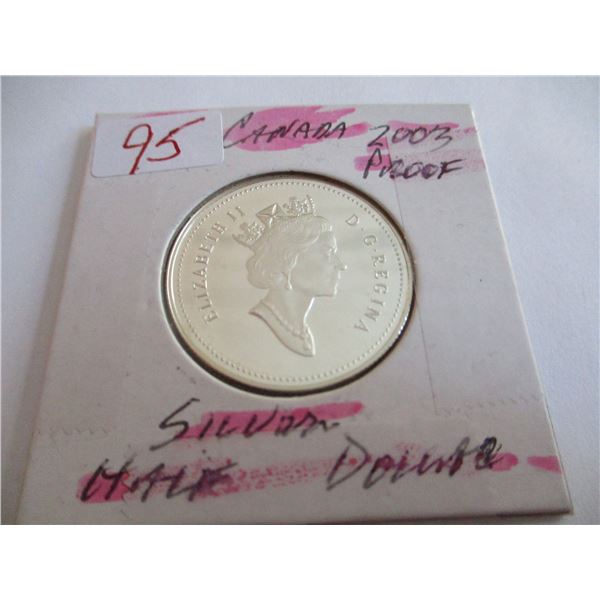 95
CANADA 2003
PROOF
ELIZABETH II D·G·REGINA
SILVER
HALF DOLLAR